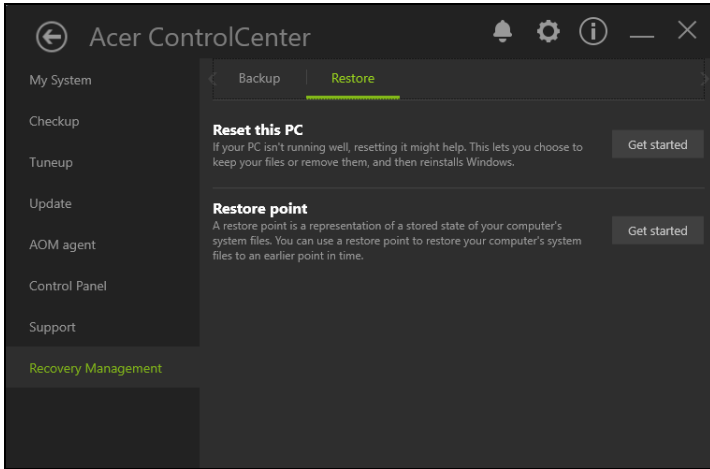 Acer ControlCenter
My System
Checkup
Tuneup
Update
AOM agent
Control Panel
Support
Recovery Management
Backup
Restore
Reset this PC
If your PC isn't running well, resetting it might help. This lets you choose to
keep your files or remove them, and then reinstalls Windows.
Get started
Restore point
A restore point is a representation of a stored state of your computer's
system files. You can use a restore point to restore your computer's system
files to an earlier point in time.
Get started